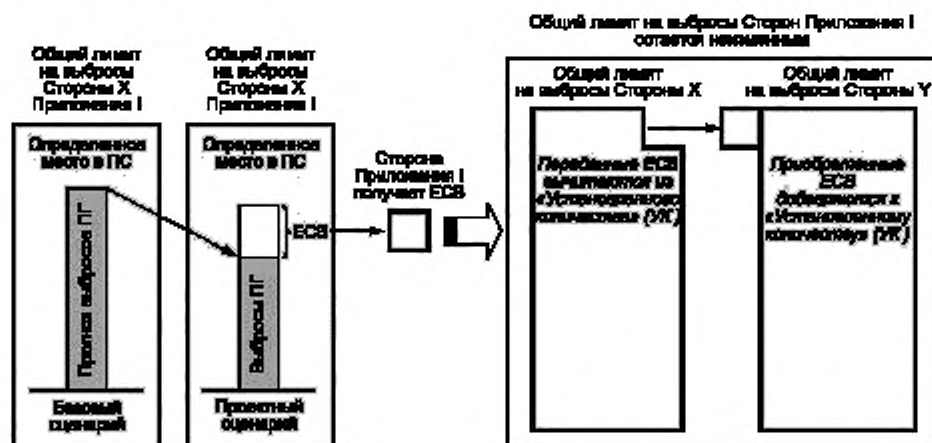 Общий лимит
на выбросы
Стороны X
Приложения I
Определенное
место в ПС
Прогноз выбросов ПГ
Базовый
сценарий
Общий лимит
на выбросы
Стороны X
Приложения I
Определенное
место в ПС
ЕСВ
Выбросы ПГ
Проектный
сценарий
Сторона
Приложения I
получает ЕСВ
Общий лимит на выбросы Сторон Приложения I
остается неизменным
Общий лимит
на выбросы Стороны X
Переданные ЕСВ
вычитаются из
«Установленного
количества» (УК)
Общий лимит
на выбросы Стороны Y
Приобретенные
ЕСВ
добавляются к
«Установленному
количеству» (УК)